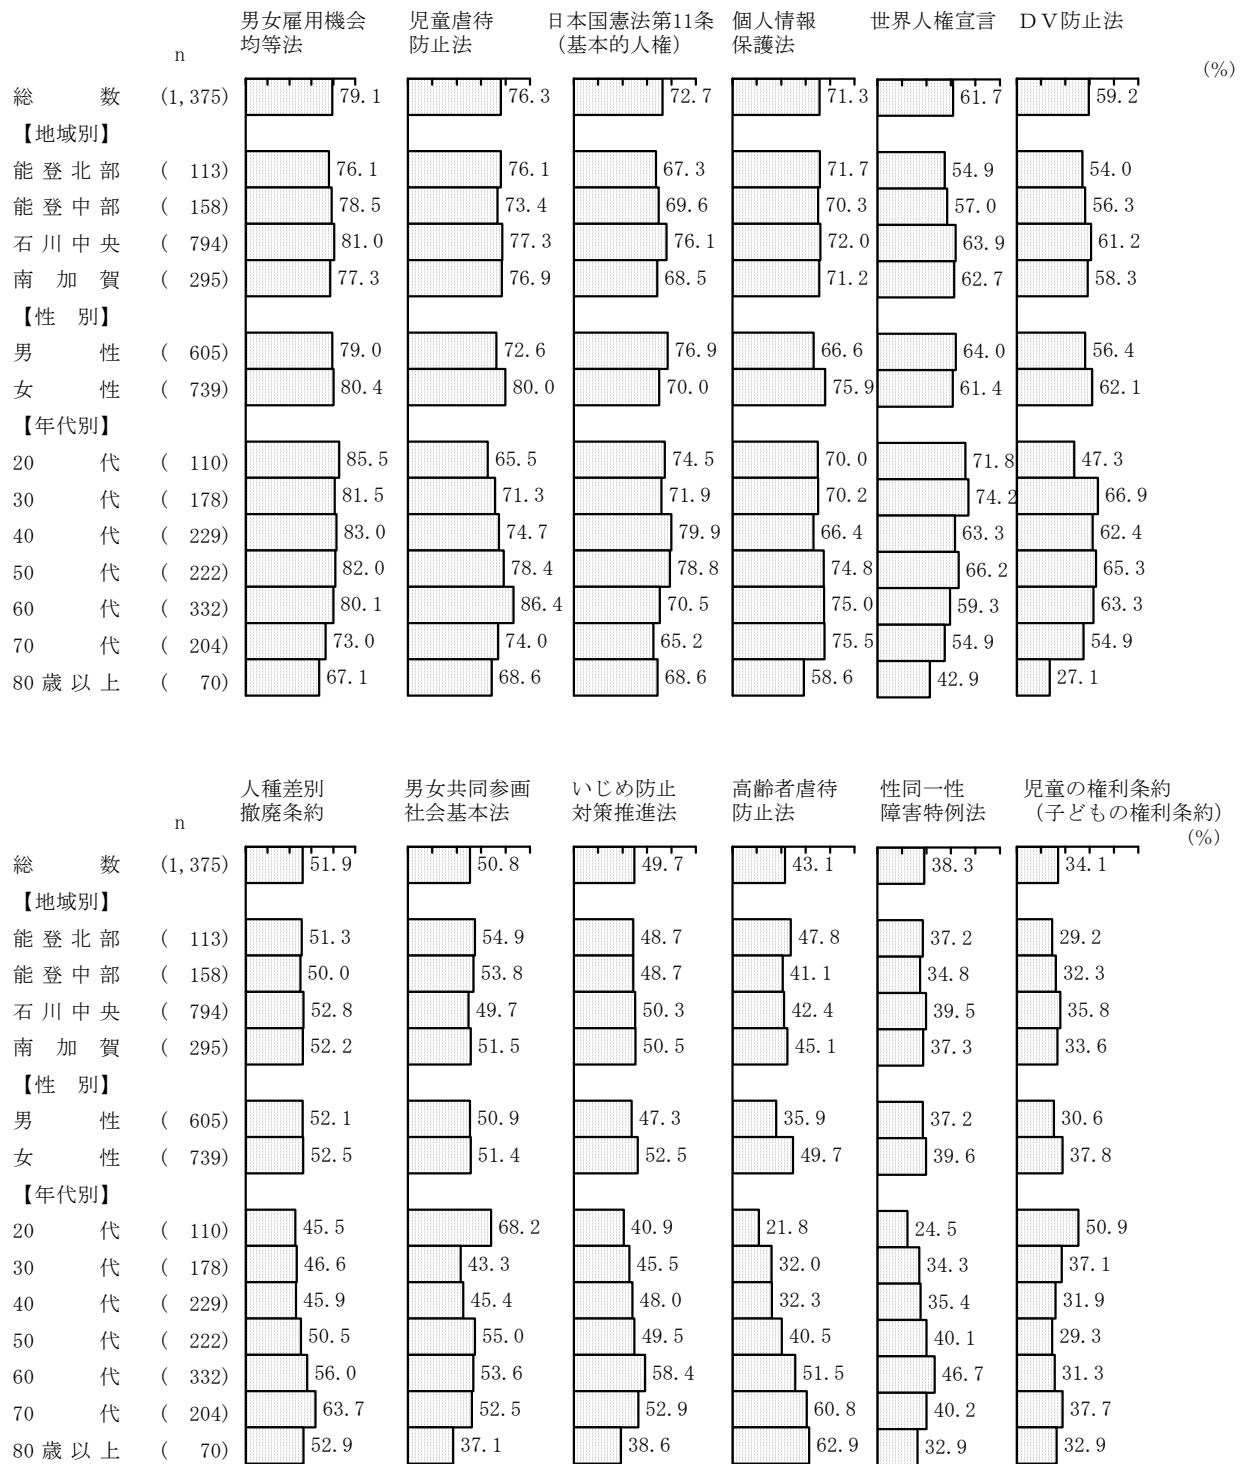 男女雇用機会 児童虐待 日本国憲法第11条 個人情報 世界人権宣言 ＤＶ防止法
均等法 防止法 （基本的人権） 保護法
n
(%)
総数 (1,375) 79.1 76.3 72.7 71.3 61.7 59.2
【地域別】
能登北部 ( 113) 76.1 76.1 67.3 71.7 54.9 54.0
能登中部 ( 158) 78.5 73.4 69.6 70.3 57.0 56.3
石川中央 ( 794) 81.0 77.3 76.1 72.0 63.9 61.2
南加賀 ( 295) 77.3 76.9 68.5 71.2 62.7 58.3
【性　別】
男性 ( 605) 79.0 72.6 76.9 66.6 64.0 56.4
女性 ( 739) 80.4 80.0 70.0 75.9 61.4 62.1
【年代別】
20代 ( 110) 85.5 65.5 74.5 70.0 71.8 47.3
30代 ( 178) 81.5 71.3 71.9 70.2 74.2 66.9
40代 ( 229) 83.0 74.7 79.9 66.4 63.3 62.4
50代 ( 222) 82.0 78.4 78.8 74.8 66.2 65.3
60代 ( 332) 80.1 86.4 70.5 75.0 59.3 63.3
70代 ( 204) 73.0 74.0 65.2 75.5 54.9 54.9
80歳以上 ( 70) 67.1 68.6 68.6 58.6 42.9 27.1
人種差別 男女共同参画 いじめ防止 高齢者虐待 性同一性 児童の権利条約
撤廃条約 社会基本法 対策推進法 防止法 障害特例法 （子どもの権利条約）
n
(%)
総数 (1,375) 51.9 50.8 49.7 43.1 38.3 34.1
【地域別】
能登北部 ( 113) 51.3 54.9 48.7 47.8 37.2 29.2
能登中部 ( 158) 50.0 53.8 48.7 41.1 34.8 32.3
石川中央 ( 794) 52.8 49.7 50.3 42.4 39.5 35.8
南加賀 ( 295) 52.2 51.5 50.5 45.1 37.3 33.6
【性　別】
男性 ( 605) 52.1 50.9 47.3 35.9 37.2 30.6
女性 ( 739) 52.5 51.4 52.5 49.7 39.6 37.8
【年代別】
20代 ( 110) 45.5 68.2 40.9 21.8 24.5 50.9
30代 ( 178) 46.6 43.3 45.5 32.0 34.3 37.1
40代 ( 229) 45.9 45.4 48.0 32.3 35.4 31.9
50代 ( 222) 50.5 55.0 49.5 40.5 40.1 29.3
60代 ( 332) 56.0 53.6 58.4 51.5 46.7 31.3
70代 ( 204) 63.7 52.5 52.9 60.8 40.2 37.7
80歳以上 ( 70) 52.9 37.1 38.6 62.9 32.9 32.9